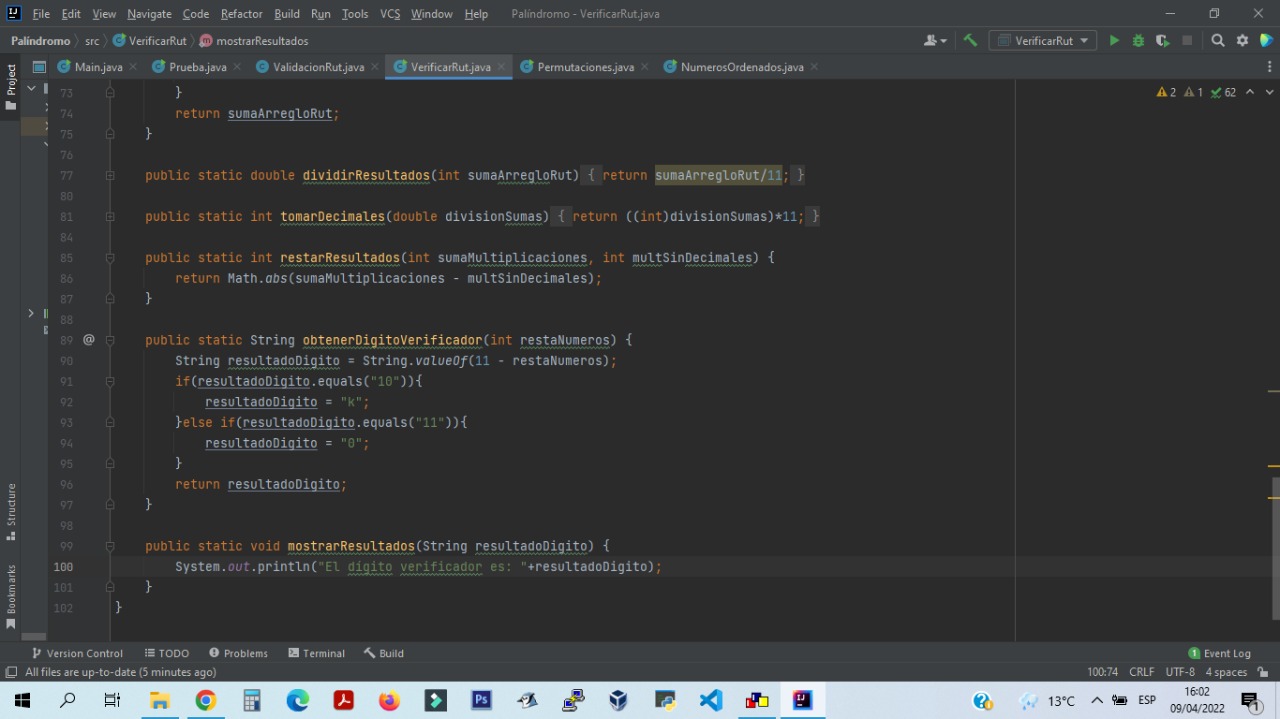 File Edit View Navigate Code Refactor Build Run Tools VCS Window Help Palíndromo - VerificarRut.java
Palíndromo src VerificarRut mostrarResultados VerificarRut
Project Main.java Prueba.java ValidacionRut.java VerificarRut.java Permutaciones.java NumerosOrdenados.java
73 } 2 1 62
74 return sumaArregloRut;
75 }
76
77 public static double dividirResultados(int sumaArregloRut) { return sumaArregloRut/11; }
80
81 public static int tomarDecimales(double divisionSumas) { return ((int)divisionSumas)*11; }
84
85 public static int restarResultados(int sumaMultiplicaciones, int multSinDecimales) {
86 return Math.abs(sumaMultiplicaciones - multSinDecimales);
87 }
88
89 @ public static String obtenerDigitoVerificador(int restaNumeros) {
90 String resultadoDigito = String.valueOf(11 - restaNumeros);
91 if(resultadoDigito.equals("10")){
92 resultadoDigito = "k";
93 }else if(resultadoDigito.equals("11")){
94 resultadoDigito = "0";
95 }
96 return resultadoDigito;
97 }
98
99 public static void mostrarResultados(String resultadoDigito) {
100 System.out.println("El digito verificador es: "+resultadoDigito);
101 }
102 }
Structure
Bookmarks
Version Control TODO Problems Terminal Build 1 Event Log
All files are up-to-date (5 minutes ago) 100:74 CRLF UTF-8 4 spaces
13°C ESP 16:02
09/04/2022 1